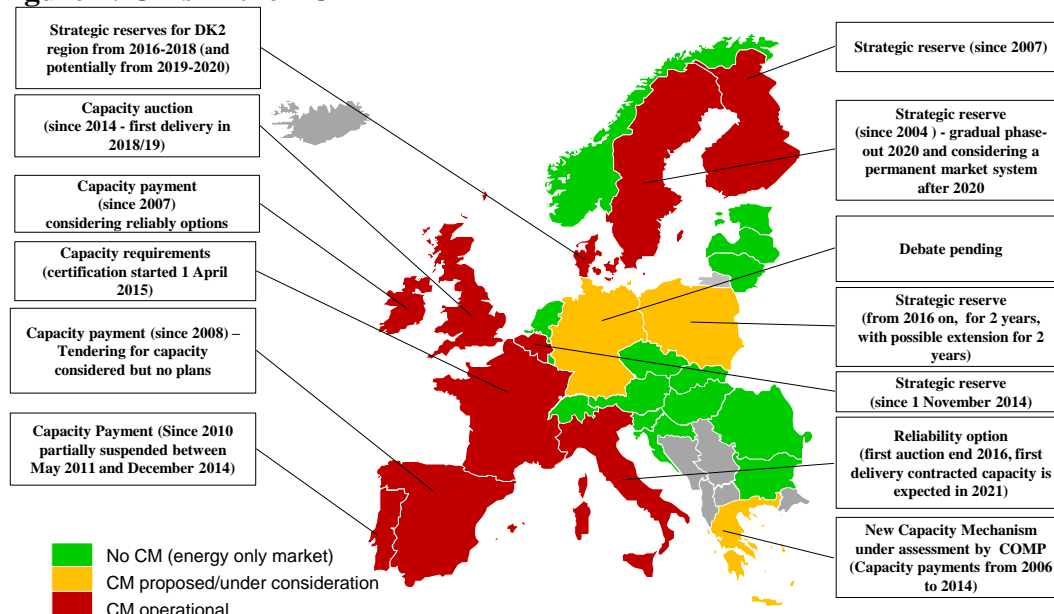 Strategic reserves for DK2
region from 2016-2018 (and
potentially from 2019-2020)
Capacity auction
(since 2014 - first delivery in
2018/19)
Capacity payment
(since 2007)
considering reliably options
Capacity requirements
(certification started 1 April
2015)
Capacity payment (since 2008) –
Tendering for capacity
considered but no plans
Capacity Payment (Since 2010
partially suspended between
May 2011 and December 2014)
Strategic reserve (since 2007)
Strategic reserve
(since 2004 ) - gradual phase-
out 2020 and considering a
permanent market system
after 2020
Debate pending
Strategic reserve
(from 2016 on, for 2 years,
with possible extension for 2
years)
Strategic reserve
(since 1 November 2014)
Reliability option
(first auction end 2016, first
delivery contracted capacity is
expected in 2021)
New Capacity Mechanism
under assessment by COMP
(Capacity payments from 2006
to 2014)
No CM (energy only market)
CM proposed/under consideration
CM operational